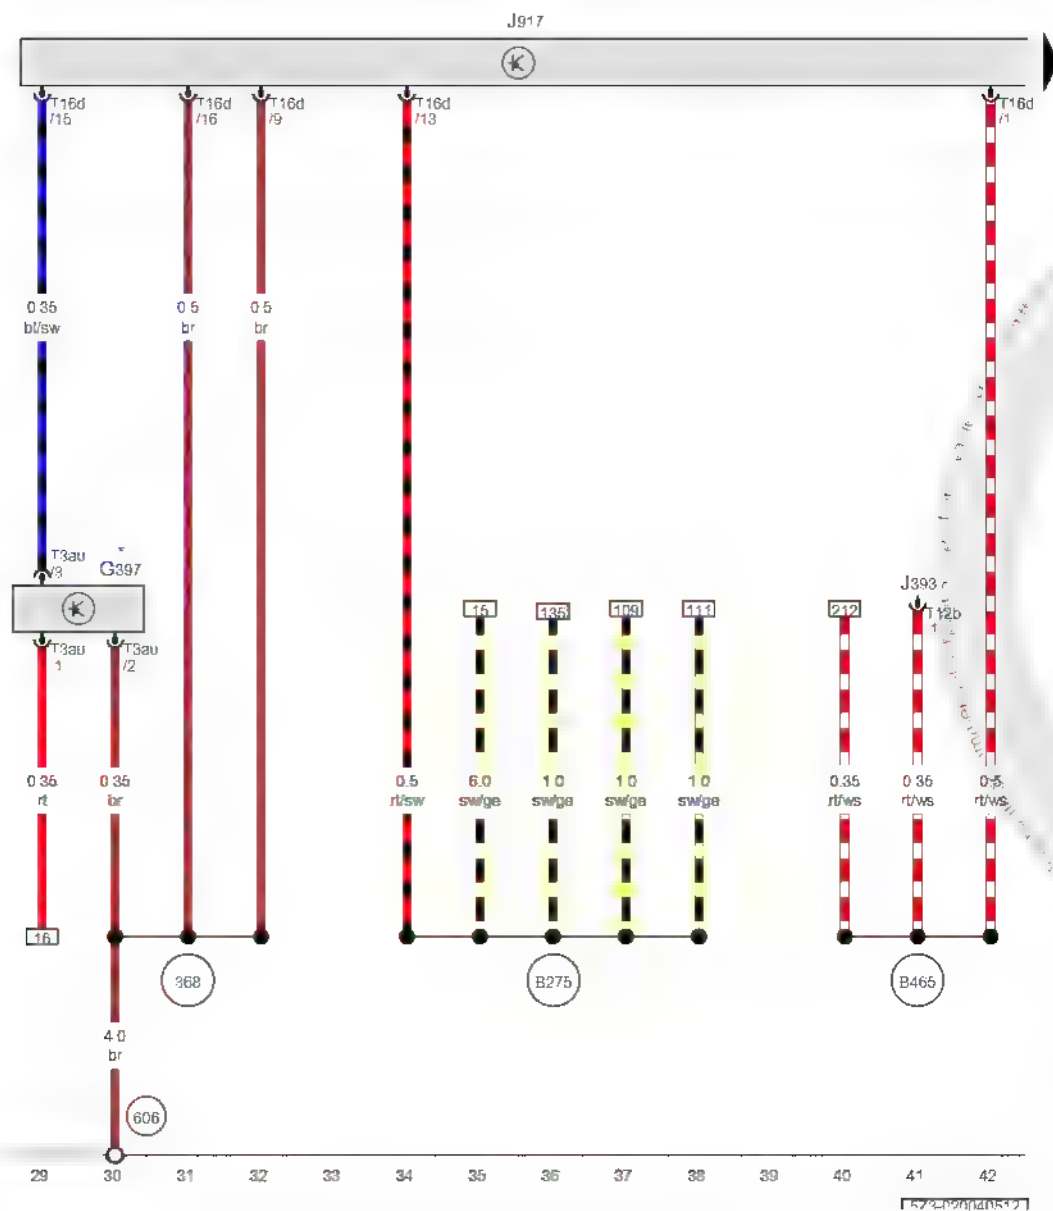 J917
K
T16d T16d T16d T16d T16d
/15 /16 /9 /13 /1
0.35 0.5 0.5
bl/sw br br
T3au
/3
G397
*
K
T3au T3au
1 /2
J393
T12b
1
15 135 109 111 212
0.35 0.35 0.5 6.0 1.0 1.0 1.0 0.35 0.35 0.5
rt br rt/sw sw/ge sw/ge sw/ge sw/ge rt/ws rt/ws rt/ws
16
368 B275 B465
4.0
br
606
29 30 31 32 33 34 35 36 37 38 39 40 41 42
573-020040512